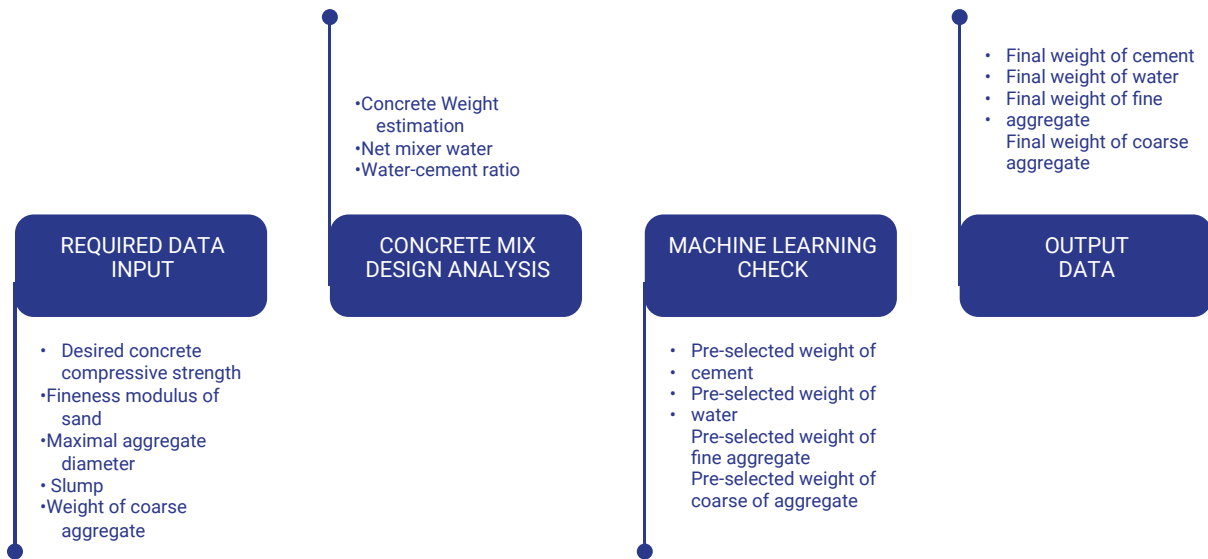 REQUIRED DATA
INPUT
• Desired concrete
compressive strength
•Fineness modulus of
sand
•Maximal aggregate
diameter
• Slump
•Weight of coarse
aggregate
•Concrete Weight
estimation
•Net mixer water
•Water-cement ratio
CONCRETE MIX
DESIGN ANALYSIS
MACHINE LEARNING
CHECK
• Pre-selected weight of
• cement
• Pre-selected weight of
• water
Pre-selected weight of
fine aggregate
Pre-selected weight of
coarse of aggregate
• Final weight of cement
• Final weight of water
• Final weight of fine
• aggregate
Final weight of coarse
aggregate
OUTPUT
DATA